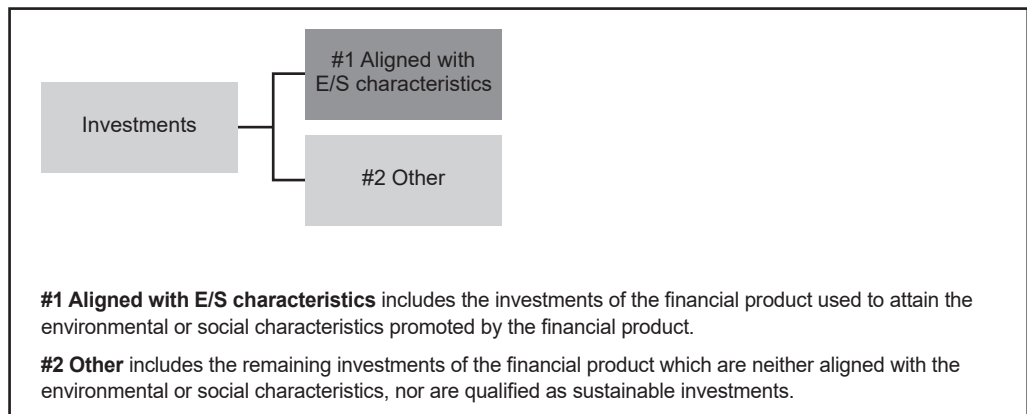 #1 Aligned with
E/S characteristics
Investments
#2 Other
#1 Aligned with E/S characteristics includes the investments of the financial product used to attain the
environmental or social characteristics promoted by the financial product.
#2 Other includes the remaining investments of the financial product which are neither aligned with the
environmental or social characteristics, nor are qualified as sustainable investments.